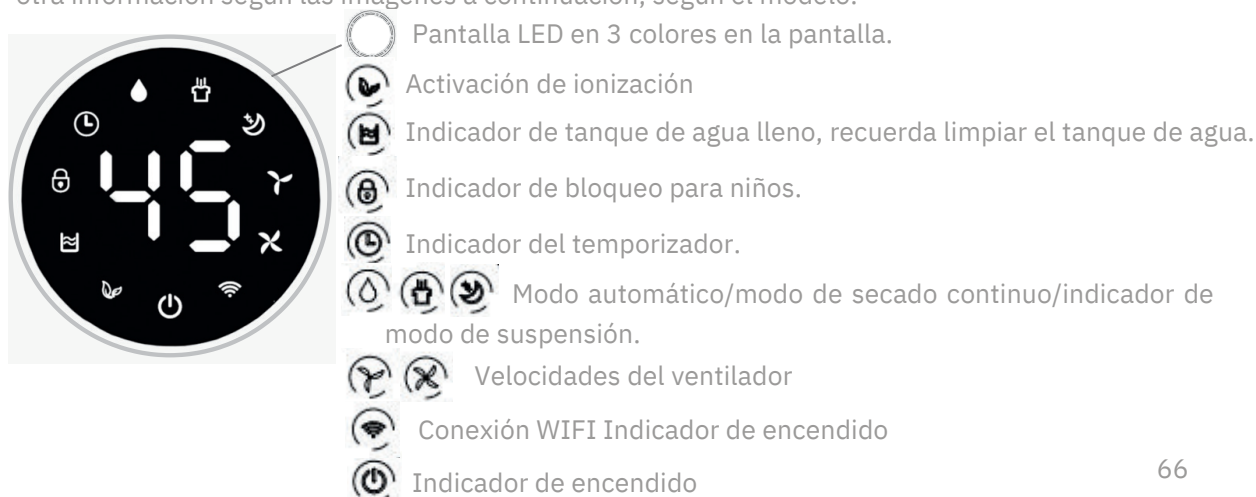 otra información según las imágenes a continuación, según el modelo.
Pantalla LED en 3 colores en la pantalla.
Activación de ionización
Indicador de tanque de agua lleno, recuerda limpiar el tanque de agua.
Indicador de bloqueo para niños.
Indicador del temporizador.
Modo automático/modo de secado continuo/indicador de
modo de suspensión.
Velocidades del ventilador
Conexión WIFI Indicador de encendido
Indicador de encendido
45
66